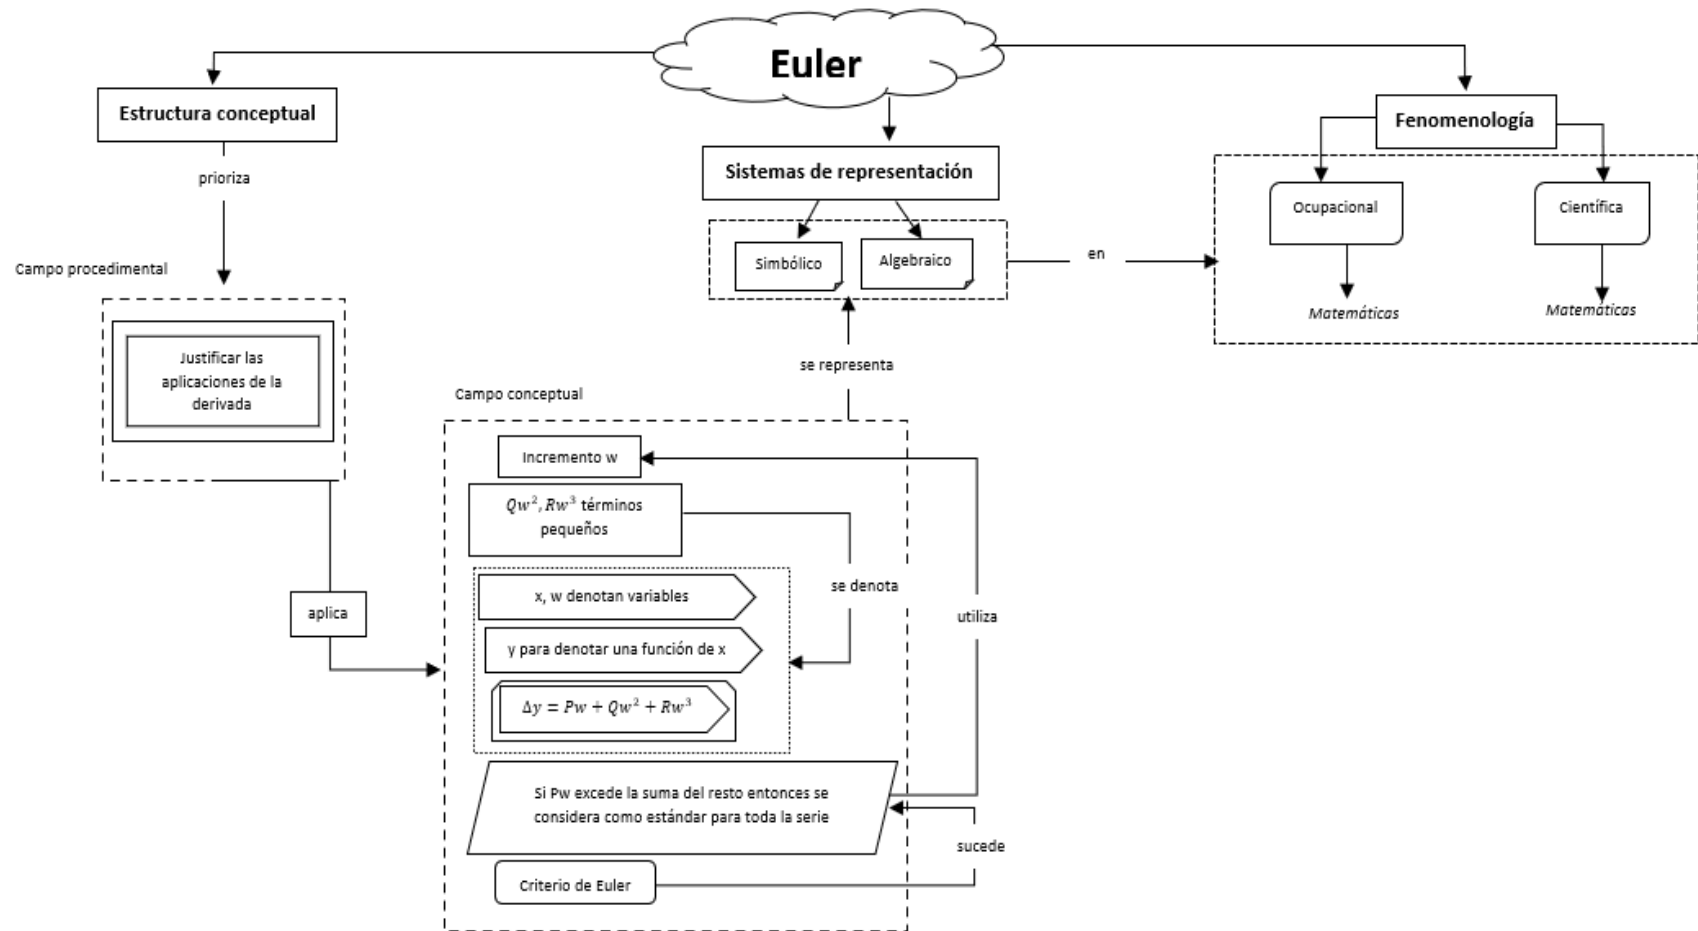 Euler
Estructura conceptual
prioriza
Campo procedimental
Justificar las
aplicaciones de la
derivada
aplica
Sistemas de representación
Simbólico
Algebraico
en
se representa
Fenomenología
Ocupacional
Científica
Matemáticas
Matemáticas
Campo conceptual
Incremento w
Qw², Rw³ términos
pequeños
se denota
x, w denotan variables
y para denotar una función de x
Δy = Pw + Qw² + Rw³
utiliza
Si Pw excede la suma del resto entonces se
considera como estándar para toda la serie
sucede
Criterio de Euler